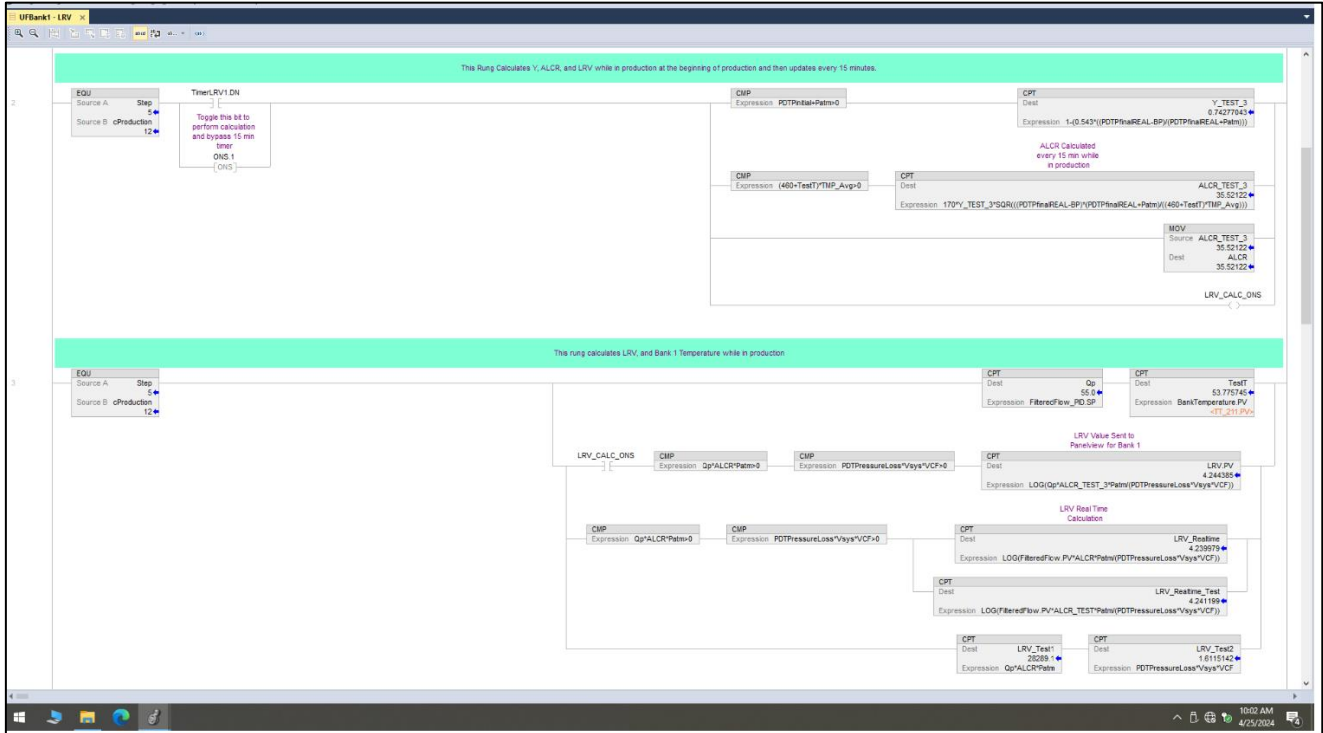 UFBank1 - LRV
This Rung Calculates Y, ALCR, and LRV while in production at the beginning of production and then updates every 15 minutes.
2
EQU
Source A Step
5
Source B cProduction
12
TimerLRV1.DN
Toggle this bit to
perform calculation
and bypass 15 min
timer
ONS.1
ONS
CMP
Expression PDTPinitial+Patm>0
CPT
Dest Y_TEST_3
0.74277043
Expression 1-(0.543*((PDTPfinalREAL-BP)/(PDTPfinalREAL+Patm)))
ALCR Calculated
every 15 min while
in production
CMP
Expression (460+TestT)*TMP_Avg>0
CPT
Dest ALCR_TEST_3
35.52122
Expression 170*Y_TEST_3*SQR(((PDTPfinalREAL-BP)*(PDTPfinalREAL+Patm)/((460+TestT)*TMP_Avg)))
MOV
Source ALCR_TEST_3
35.52122
Dest ALCR
35.52122
LRV_CALC_ONS
This rung calculates LRV, and Bank 1 Temperature while in production
3
EQU
Source A Step
5
Source B cProduction
12
CPT
Dest Qp
55.0
Expression FilteredFlow_PID.SP
CPT
Dest TestT
53.775745
Expression BankTemperature.PV
<TT_211.PV>
LRV Value Sent to
Panelview for Bank 1
LRV_CALC_ONS
CMP
Expression Qp*ALCR*Patm>0
CMP
Expression PDTPressureLoss*Vsys*VCF>0
CPT
Dest LRV.PV
4.244385
Expression LOG(Qp*ALCR_TEST_3*Patm/(PDTPressureLoss*Vsys*VCF))
LRV Real Time
Calculation
CMP
Expression Qp*ALCR*Patm>0
CMP
Expression PDTPressureLoss*Vsys*VCF>0
CPT
Dest LRV_Realtime
4.239979
Expression LOG(FilteredFlow.PV*ALCR*Patm/(PDTPressureLoss*Vsys*VCF))
CPT
Dest LRV_Realtime_Test
4.241199
Expression LOG(FilteredFlow.PV*ALCR_TEST*Patm/(PDTPressureLoss*Vsys*VCF))
CPT
Dest LRV_Test1
28289.1
Expression Qp*ALCR*Patm
CPT
Dest LRV_Test2
1.6115142
Expression PDTPressureLoss*Vsys*VCF
10:02 AM
4/25/2024